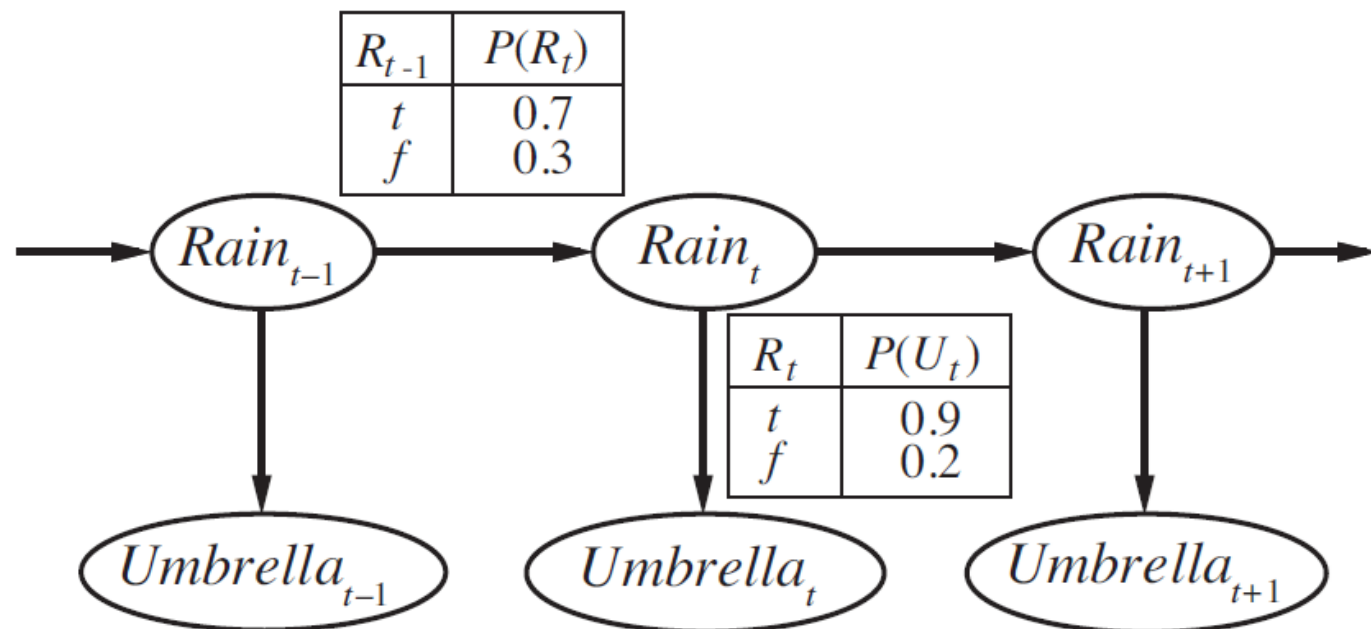 R_{t-1} P(R_t)
t 0.7
f 0.3
Rain_{t-1} Rain_t Rain_{t+1}
R_t P(U_t)
t 0.9
f 0.2
Umbrella_{t-1} Umbrella_t Umbrella_{t+1}